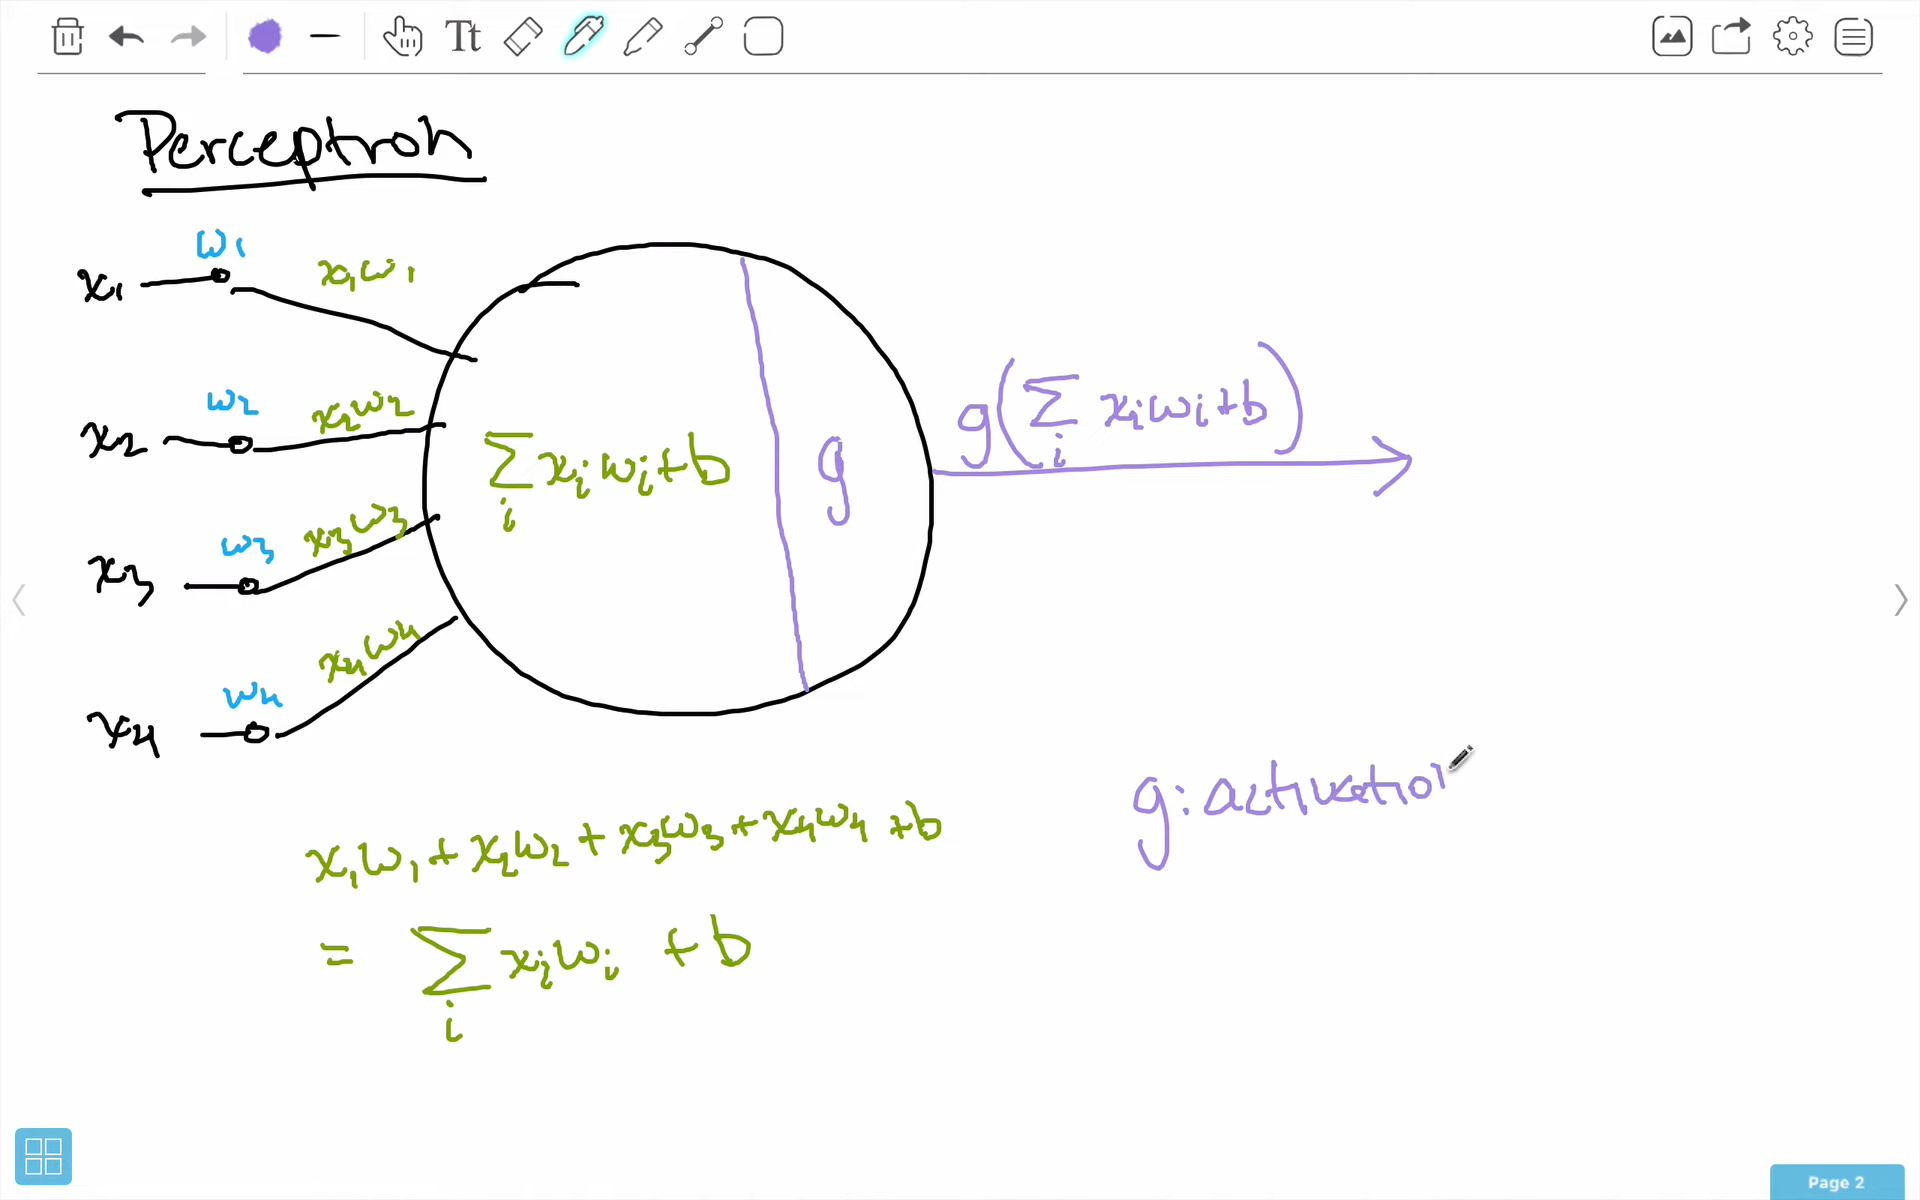 Tt
Perceptron
w1
x1
x1w1
w2
x2w2
x2
g(∑ xiwi+b)
i
∑ xiwi+b
i
g
w3
x3w3
x3
x4w4
w4
x4
g: activation
x1w1 + x2w2 + x3w3 + x4w4 + b
= ∑ xiwi + b
i
Page 2